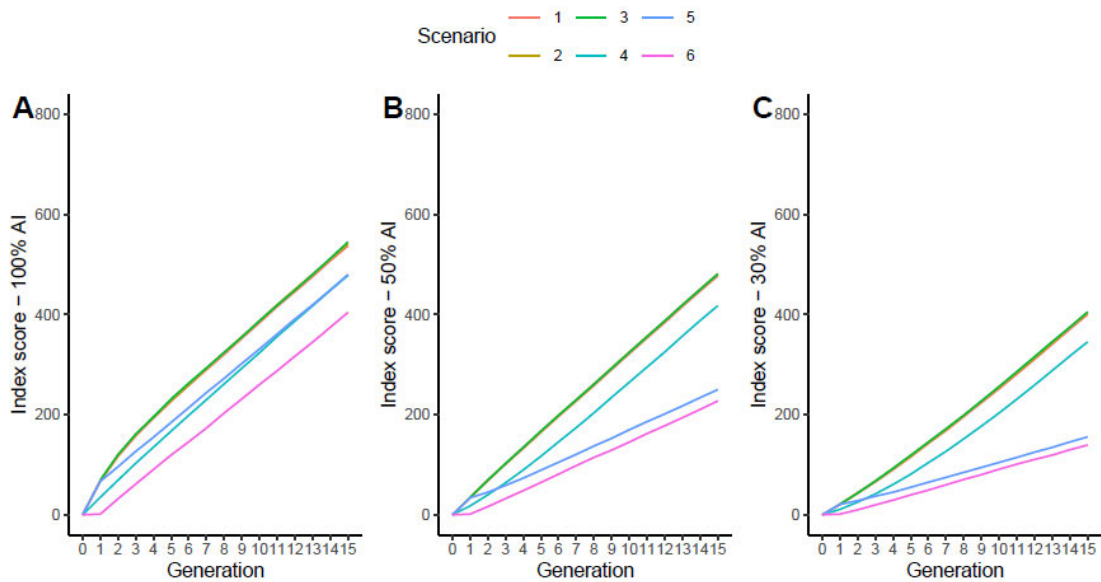 Scenario
1 3 5
2 4 6
A B C
800 800 800
600 600 600
400 400 400
200 200 200
0 0 0
Index score − 100% AI
Index score − 50% AI
Index score − 30% AI
0 1 2 3 4 5 6 7 8 9 10 11 12 13 14 15
0 1 2 3 4 5 6 7 8 9 10 11 12 13 14 15
0 1 2 3 4 5 6 7 8 9 10 11 12 13 14 15
Generation Generation Generation